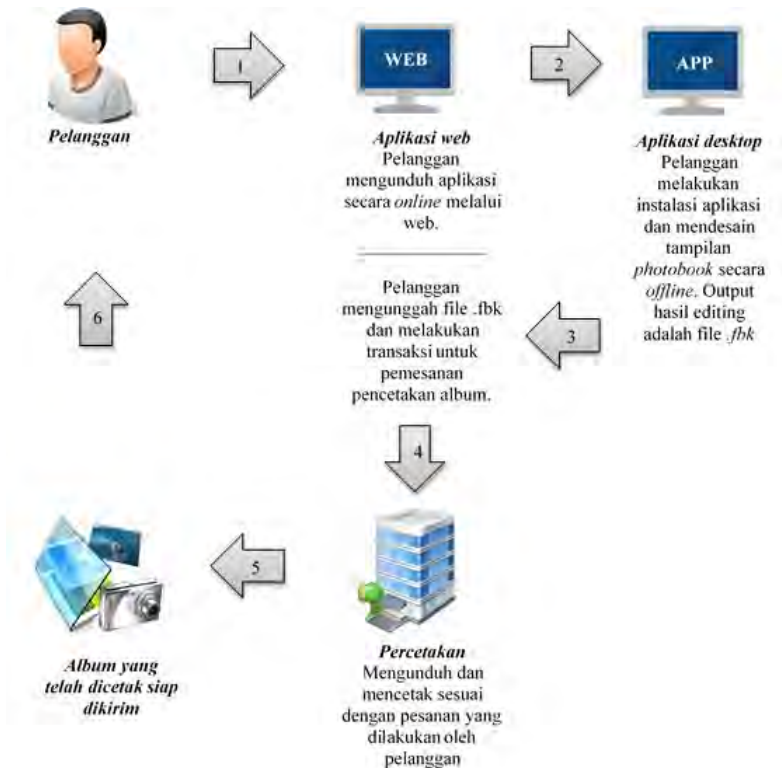 1
WEB
2
APP
Pelanggan
Aplikasi web
Pelanggan
mengunduh aplikasi
secara online melalui
web.
Aplikasi desktop
Pelanggan
melakukan
instalasi aplikasi
dan mendesain
tampilan
photobook secara
offline. Output
hasil editing
adalah file .fbk
3
Pelanggan
mengunggah file .fbk
dan melakukan
transaksi untuk
pemesanan
pencetakan album.
6
4
5
Percetakan
Mengunduh dan
mencetak sesuai
dengan pesanan yang
dilakukan oleh
pelanggan
Album yang
telah dicetak siap
dikirim